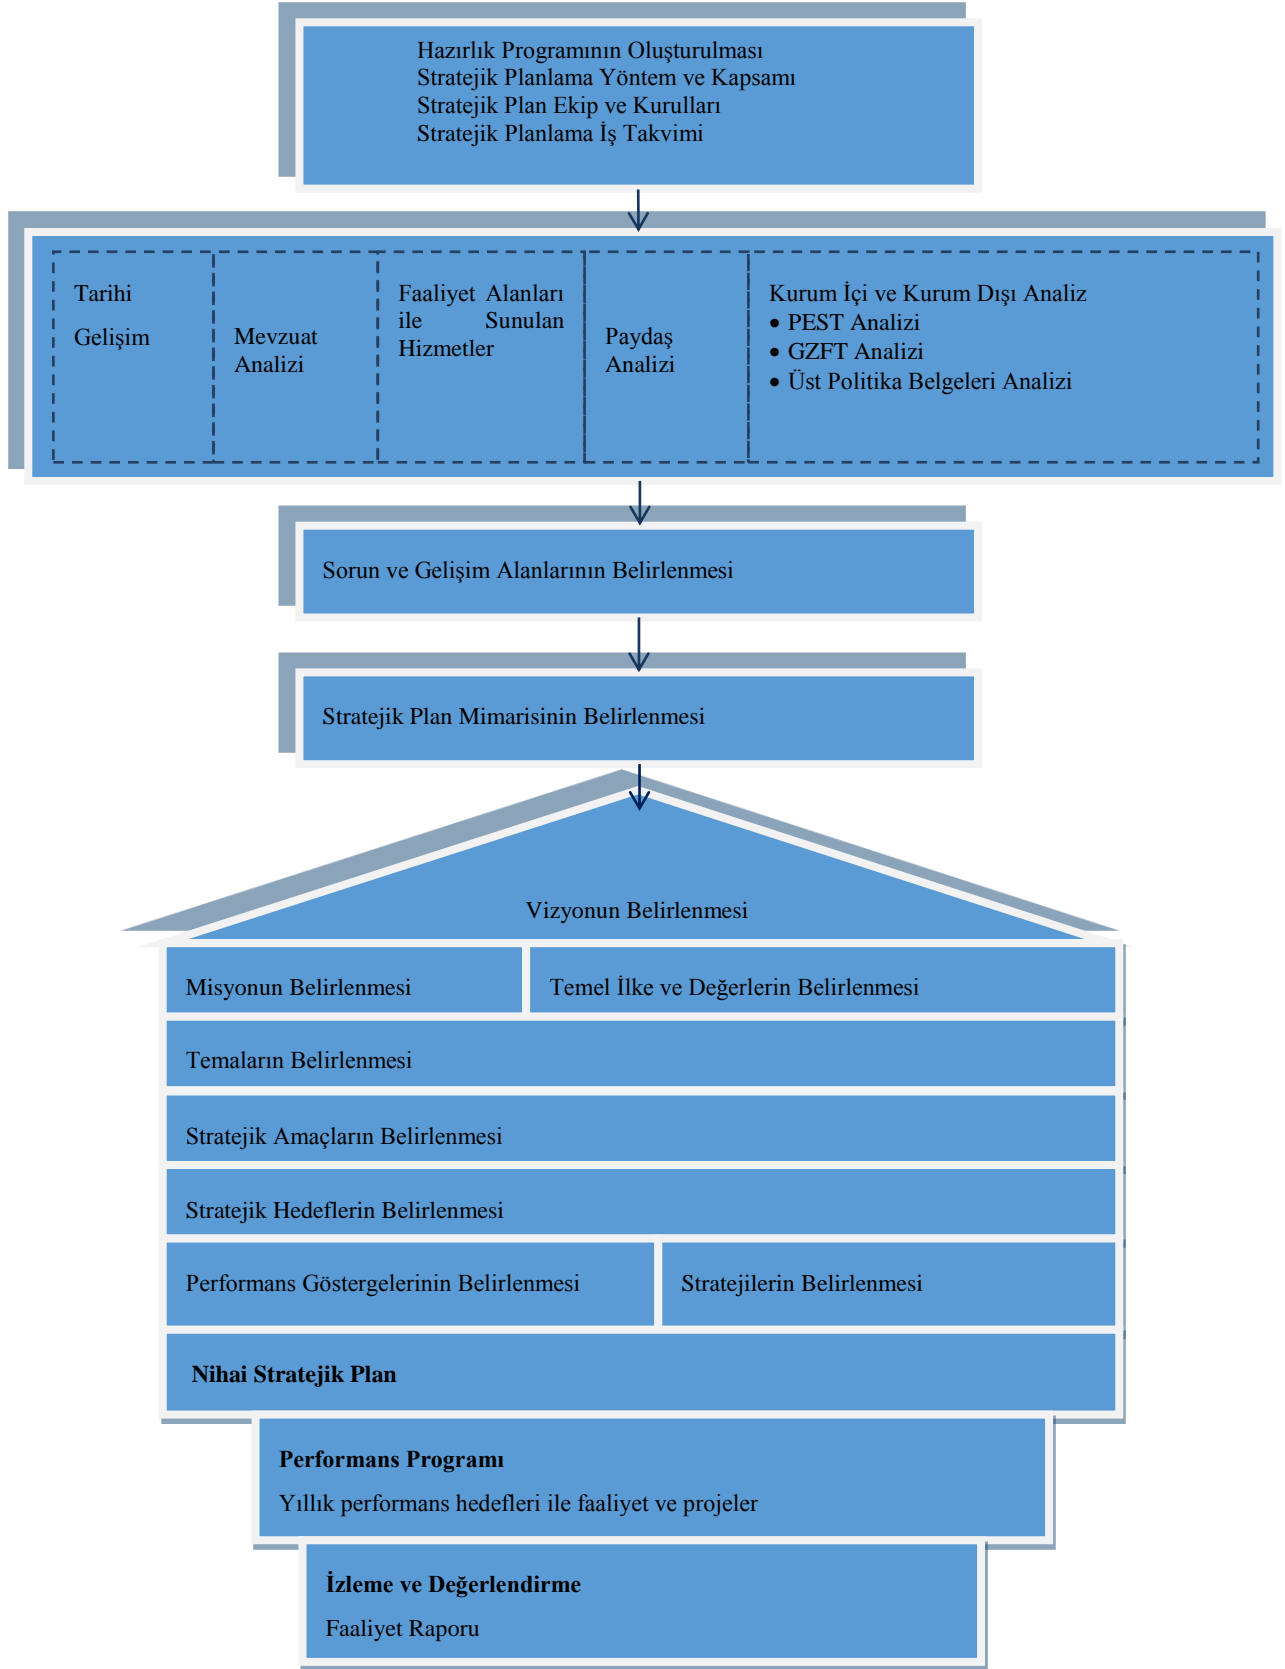 Hazırlık Programının Oluşturulması
Stratejik Planlama Yöntem ve Kapsamı
Stratejik Plan Ekip ve Kurulları
Stratejik Planlama İş Takvimi
Tarihi
Gelişim
Mevzuat
Analizi
Faaliyet Alanları
ile Sunulan
Hizmetler
Paydaş
Analizi
Kurum İçi ve Kurum Dışı Analiz
• PEST Analizi
• GZFT Analizi
• Üst Politika Belgeleri Analizi
Sorun ve Gelişim Alanlarının Belirlenmesi
Stratejik Plan Mimarisinin Belirlenmesi
Vizyonun Belirlenmesi
Misyonun Belirlenmesi
Temel İlke ve Değerlerin Belirlenmesi
Temaların Belirlenmesi
Stratejik Amaçların Belirlenmesi
Stratejik Hedeflerin Belirlenmesi
Performans Göstergelerinin Belirlenmesi
Stratejilerin Belirlenmesi
Nihai Stratejik Plan
Performans Programı
Yıllık performans hedefleri ile faaliyet ve projeler
İzleme ve Değerlendirme
Faaliyet Raporu